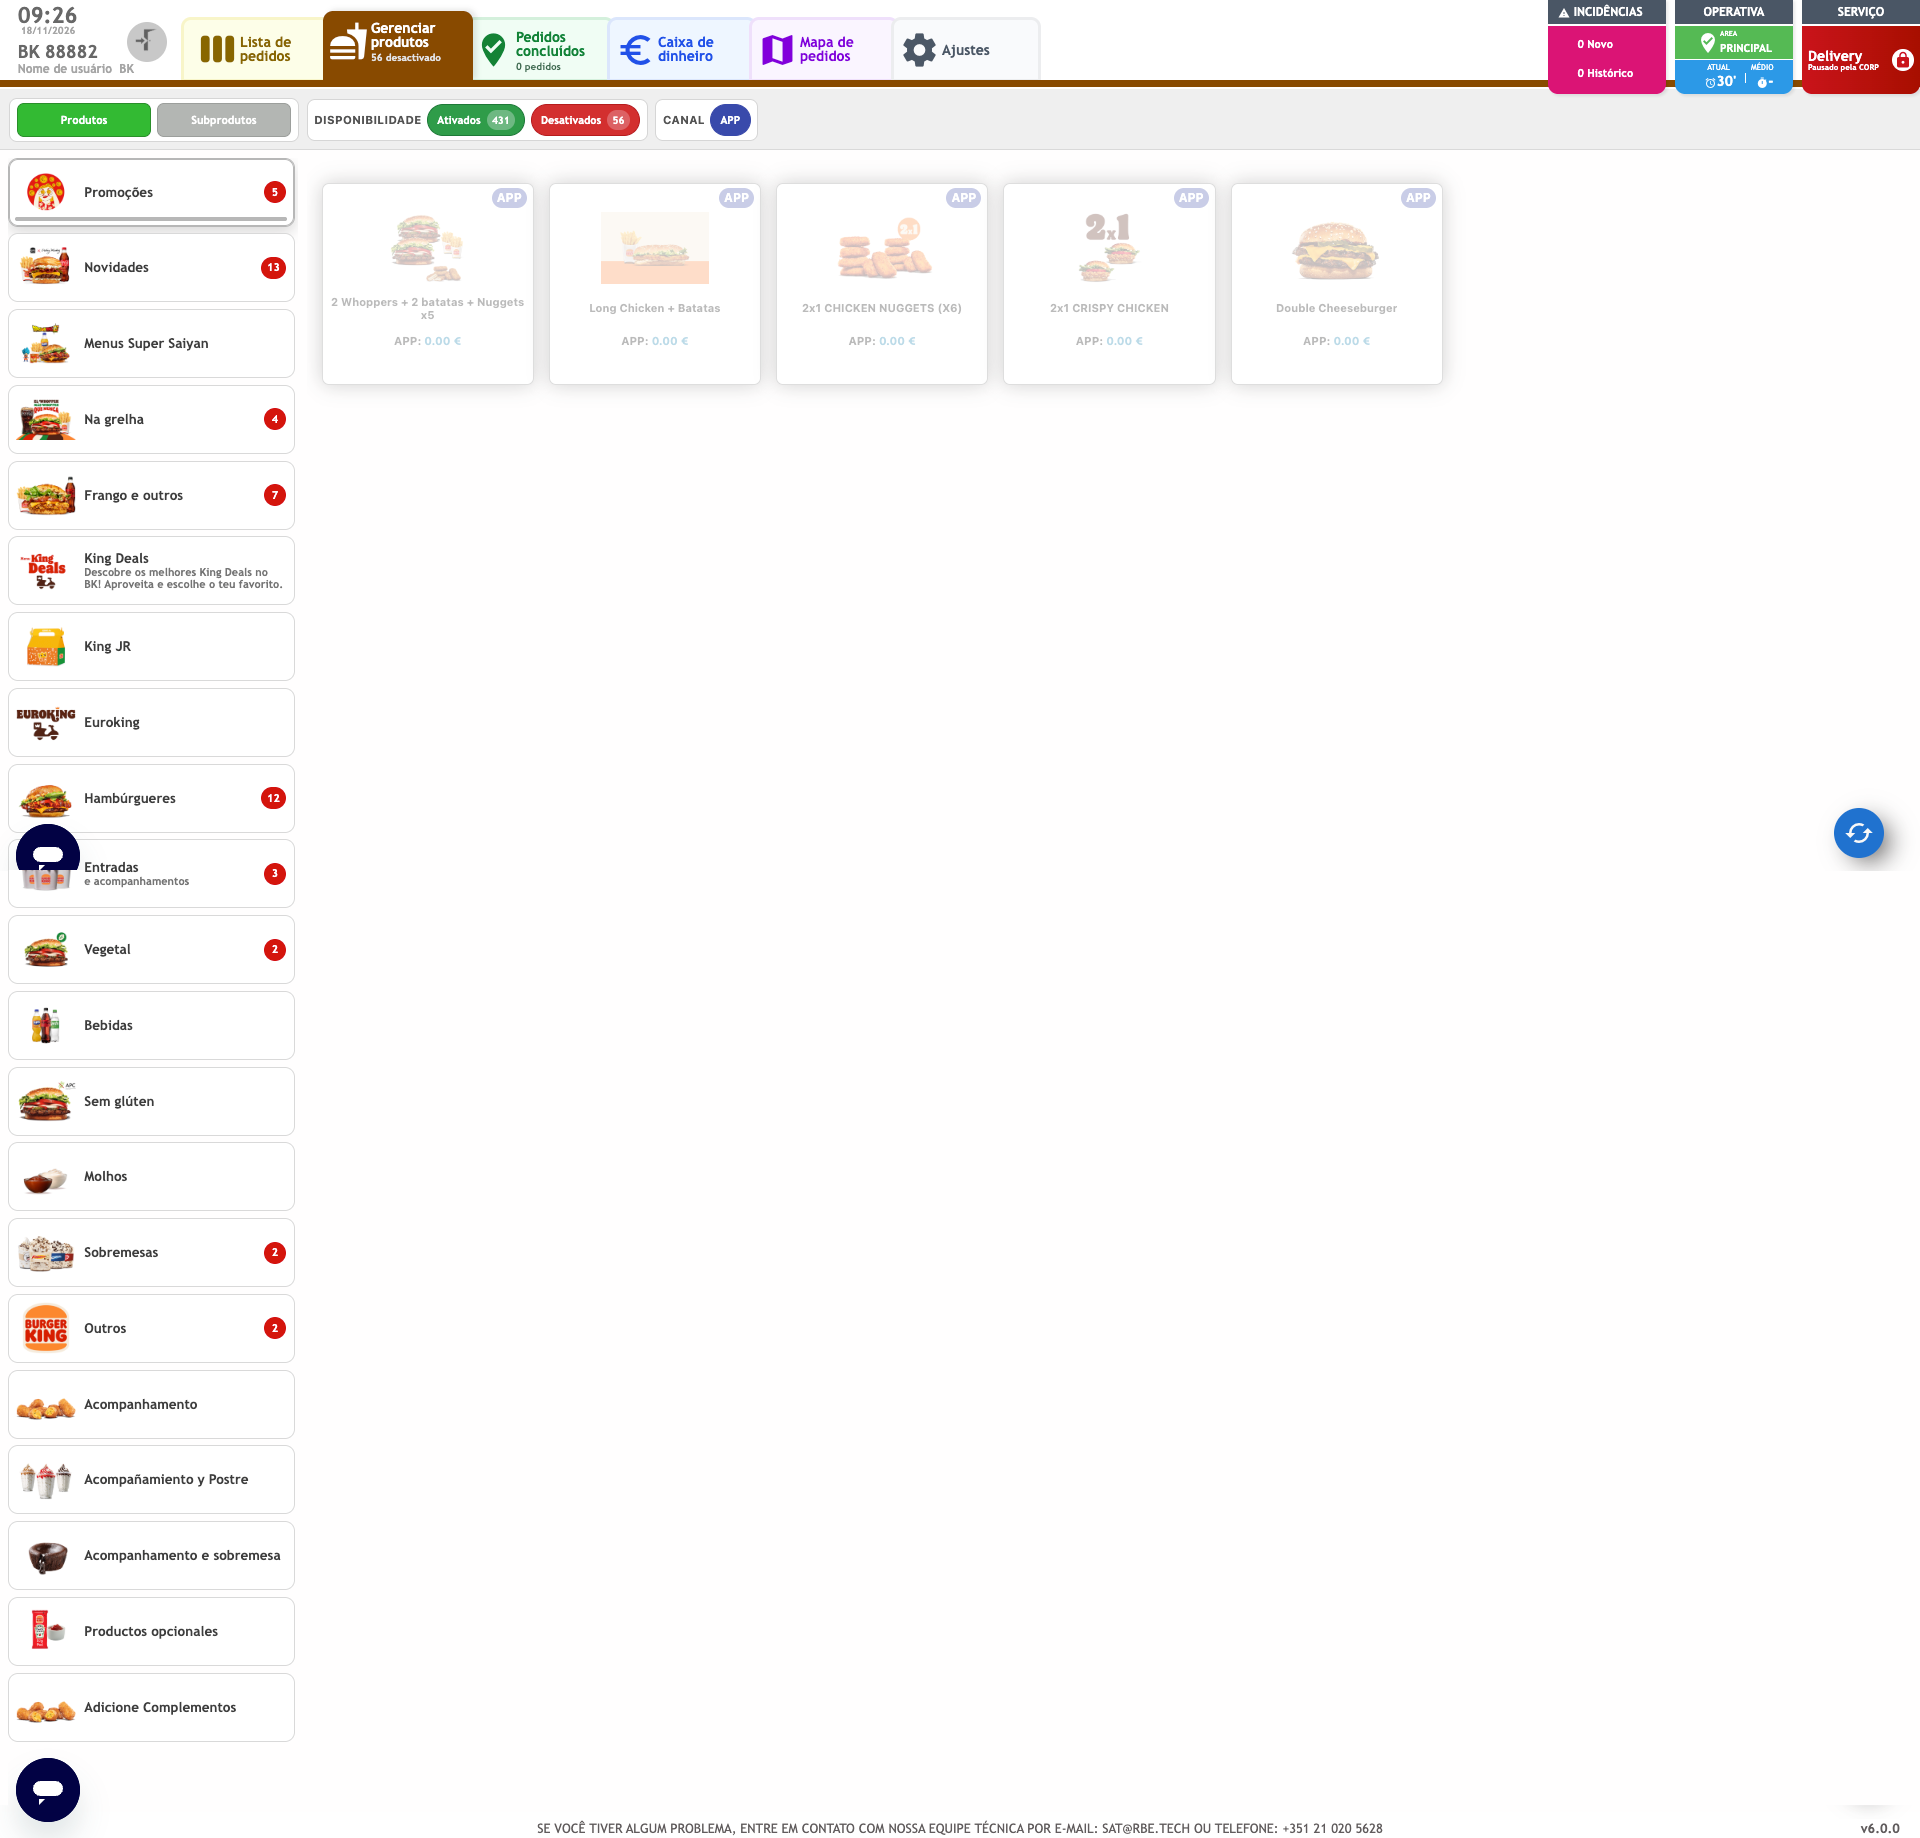 09:26
18/11/2026
BK 88882
Nome de usuário BK
Lista de
pedidos
Gerenciar
produtos
56 desactivado
Pedidos
concluídos
0 pedidos
Caixa de
dinheiro
Mapa de
pedidos
Ajustes
INCIDÊNCIAS
0 Novo
0 Histórico
OPERATIVA
AREA
PRINCIPAL
ATUAL
MÉDIO
30'
-
SERVIÇO
Delivery
Pausado pela CORP
Produtos
Subprodutos
DISPONIBILIDADE
Ativados 431
Desativados 56
CANAL
APP
Promoções
5
Novidades
13
Menus Super Saiyan
Na grelha
4
Frango e outros
7
King Deals
Descobre os melhores King Deals no
BK! Aproveita e escolhe o teu favorito.
King JR
EUROKING
Euroking
Hambúrgueres
12
Entradas
e acompanhamentos
3
Vegetal
2
Bebidas
Sem glúten
Molhos
Sobremesas
2
BURGER
KING
Outros
2
Acompanhamento
Acompañamiento y Postre
Acompanhamento e sobremesa
Productos opcionales
Adicione Complementos
APP
2 Whoppers + 2 batatas + Nuggets
x5
APP: 0.00 €
APP
Long Chicken + Batatas
APP: 0.00 €
APP
2x1
2x1 CHICKEN NUGGETS (X6)
APP: 0.00 €
APP
2x1
2x1 CRISPY CHICKEN
APP: 0.00 €
APP
Double Cheeseburger
APP: 0.00 €
SE VOCÊ TIVER ALGUM PROBLEMA, ENTRE EM CONTATO COM NOSSA EQUIPE TÉCNICA POR E-MAIL: SAT@RBE.TECH OU TELEFONE: +351 21 020 5628
v6.0.0